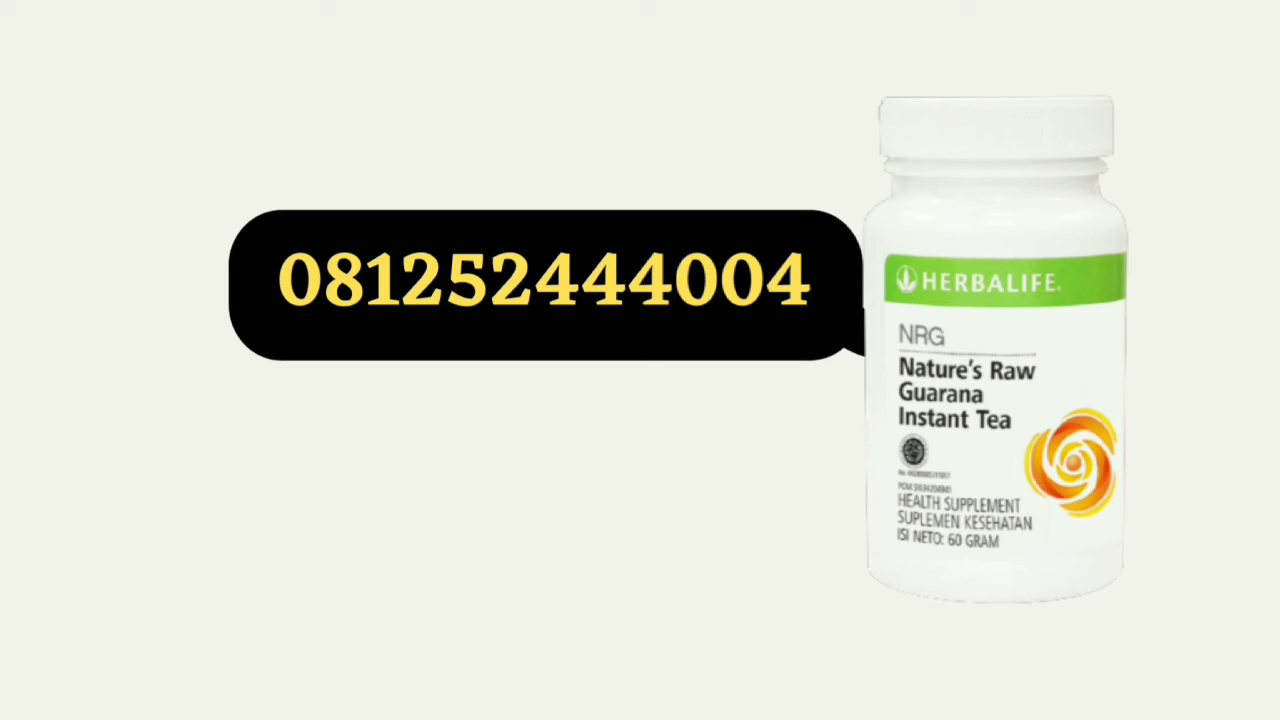 081252444004
HERBALIFE
NRG
Nature's Raw
Guarana
Instant Tea
HEALTH SUPPLEMENT
SUPLEMEN KESEHATAN
ISI NETO: 60 GRAM